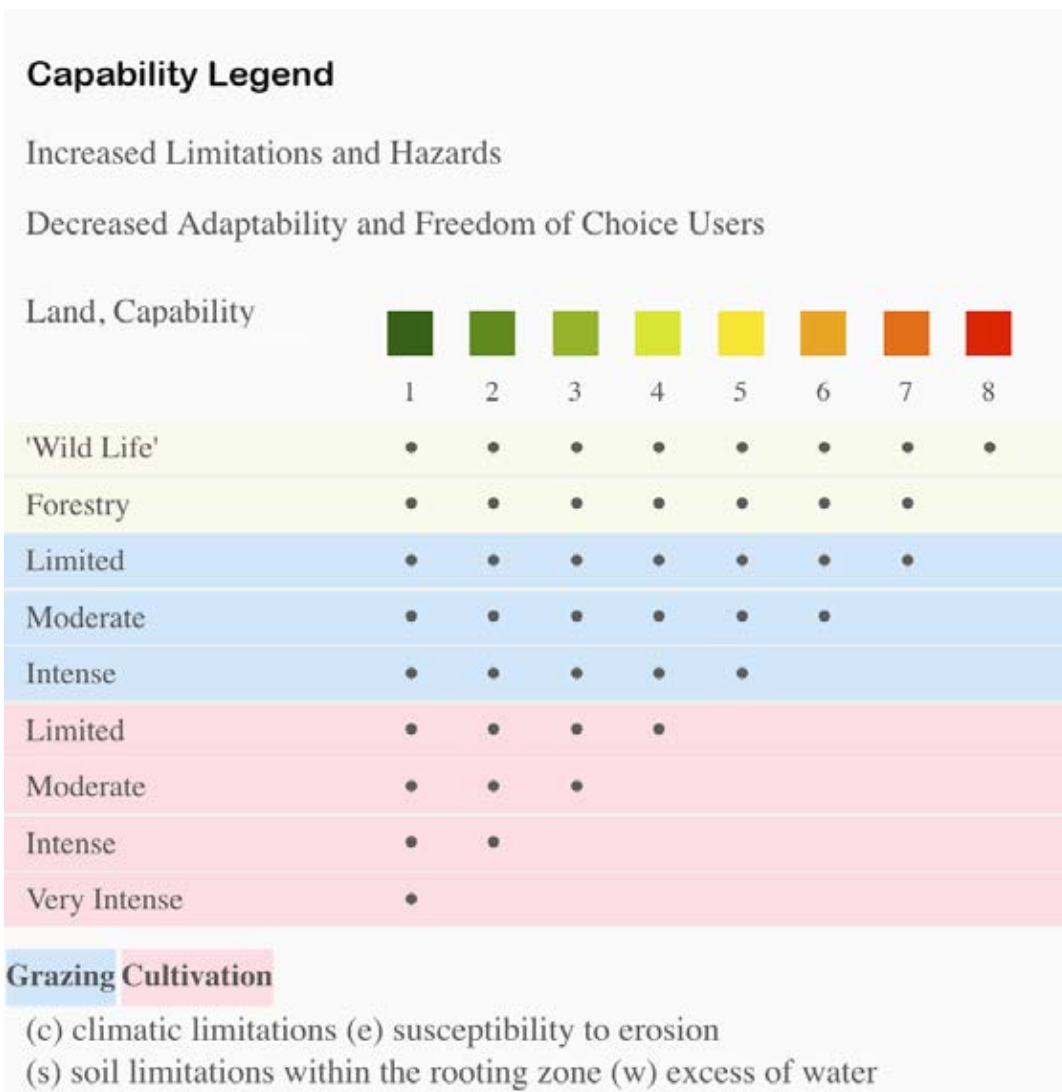 Capability Legend
Increased Limitations and Hazards
Decreased Adaptability and Freedom of Choice Users
Land, Capability
1 2 3 4 5 6 7 8
'Wild Life' • • • • • • • •
Forestry • • • • • • •
Limited • • • • • • •
Moderate • • • • • •
Intense • • • • •
Limited • • • •
Moderate • • •
Intense • •
Very Intense •
Grazing Cultivation
(c) climatic limitations (e) susceptibility to erosion
(s) soil limitations within the rooting zone (w) excess of water